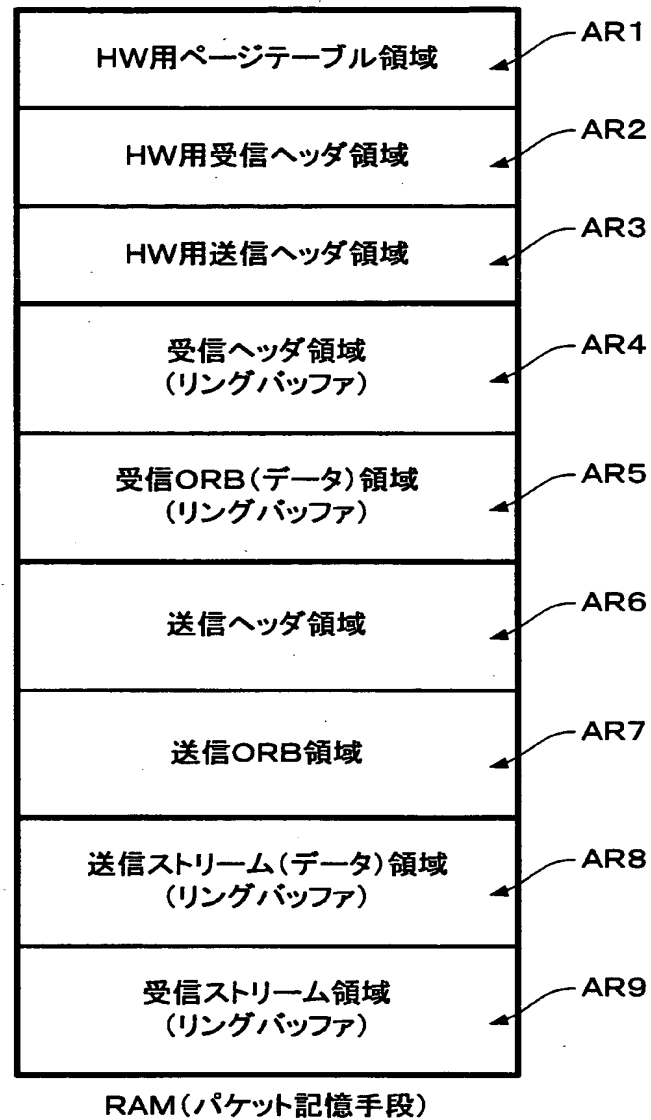 HW用ページテーブル領域
AR1
HW用受信ヘッダ領域
AR2
HW用送信ヘッダ領域
AR3
受信ヘッダ領域
(リングバッファ)
AR4
受信ORB(データ)領域
(リングバッファ)
AR5
送信ヘッダ領域
AR6
送信ORB領域
AR7
送信ストリーム(データ)領域
(リングバッファ)
AR8
受信ストリーム領域
(リングバッファ)
AR9
RAM(パケット記憶手段)